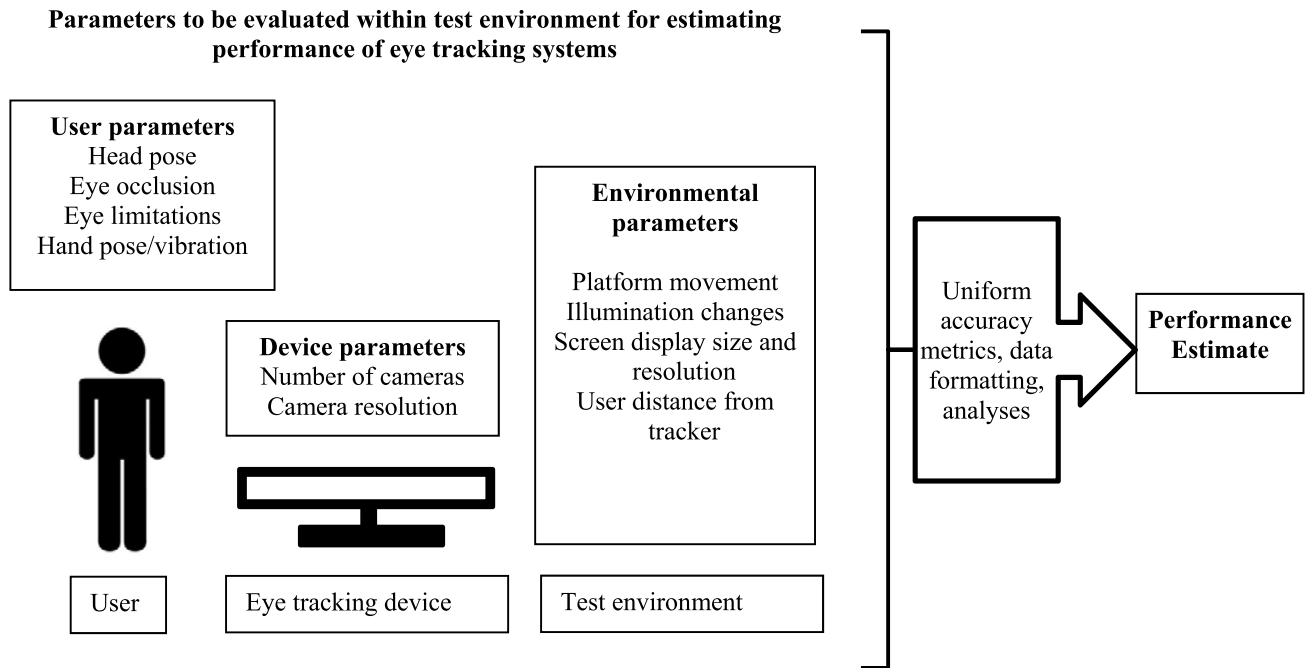 Parameters to be evaluated within test environment for estimating
performance of eye tracking systems
User parameters
Head pose
Eye occlusion
Eye limitations
Hand pose/vibration
Device parameters
Number of cameras
Camera resolution
Environmental
parameters
Platform movement
Illumination changes
Screen display size and
resolution
User distance from
tracker
User
Eye tracking device
Test environment
Uniform
accuracy
metrics, data
formatting,
analyses
Performance
Estimate